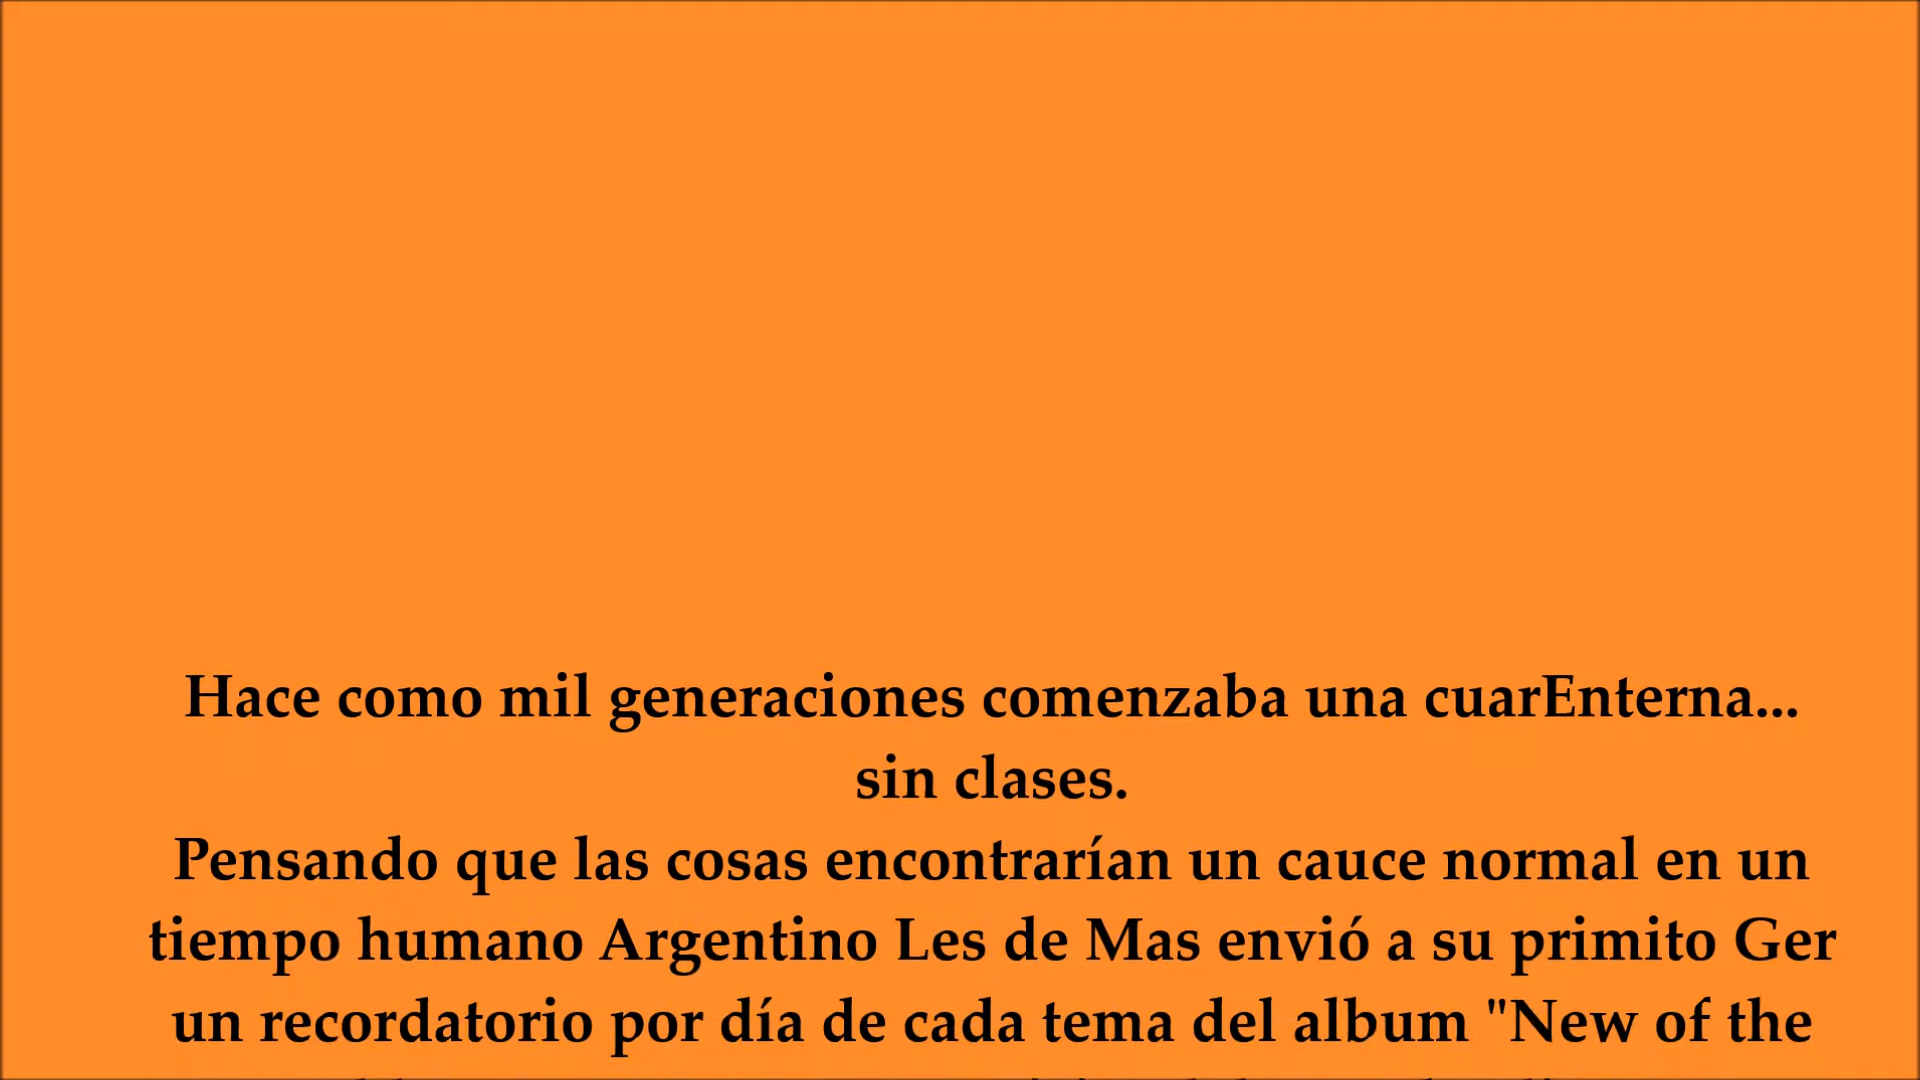 Hace como mil generaciones comenzaba una cuarEnterna...
sin clases.
Pensando que las cosas encontrarían un cauce normal en un
tiempo humano Argentino Les de Mas envió a su primito Ger
un recordatorio por día de cada tema del album "New of the